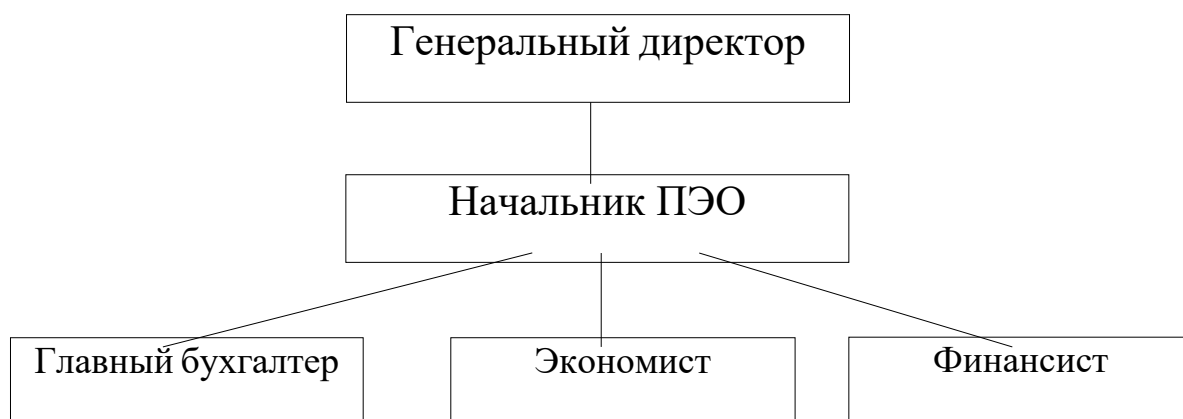 Генеральный директор
Начальник ПЭО
Главный бухгалтер
Экономист
Финансист